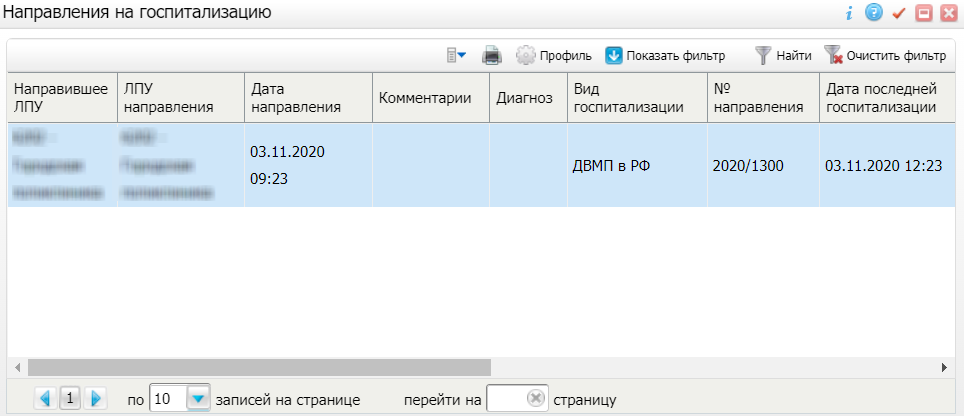 Направления на госпитализацию
Профиль Показать фильтр Найти Очистить фильтр
Направившее ЛПУ
ЛПУ направления
Дата направления
Комментарии
Диагноз
Вид госпитализации
№ направления
Дата последней госпитализации
03.11.2020
09:23
ДВМП в РФ
2020/1300
03.11.2020 12:23
1 по 10 записей на странице перейти на страницу